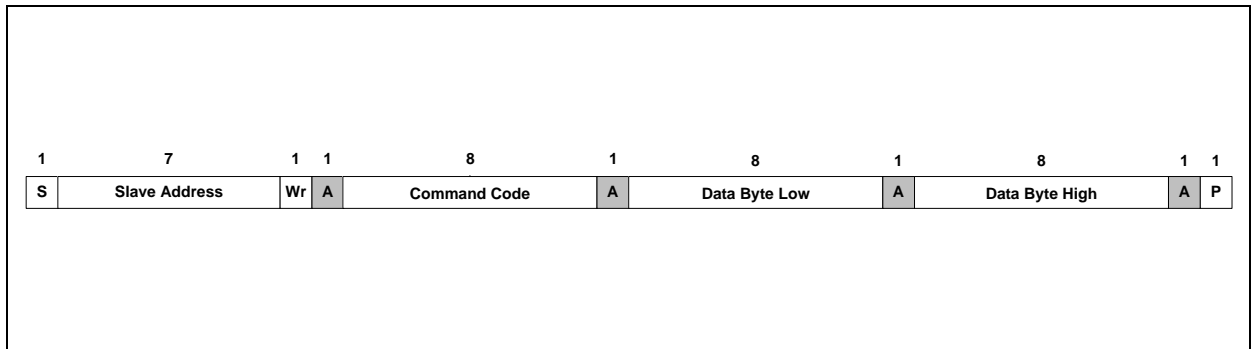 1 7 1 1 8 1 8 1 8 1 1
S Slave Address Wr A Command Code A Data Byte Low A Data Byte High A P